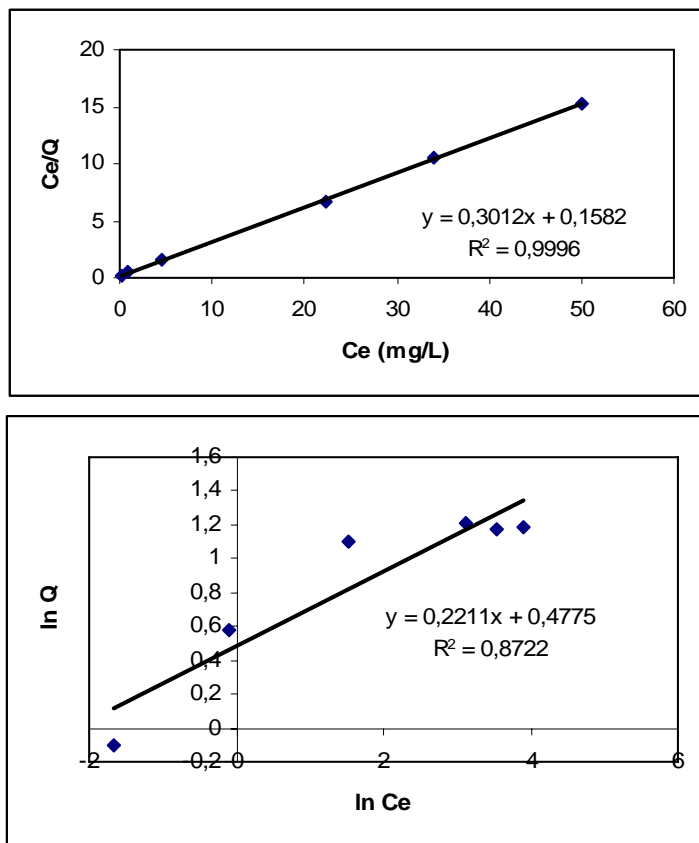 20
15
10
5
0
Ce/Q
y = 0,3012x + 0,1582
R² = 0,9996
0 10 20 30 40 50 60
Ce (mg/L)
1,6
1,4
1,2
1
0,8
0,6
0,4
0,2
0
-0,2
ln Q
y = 0,2211x + 0,4775
R² = 0,8722
-2 0 2 4 6
ln Ce